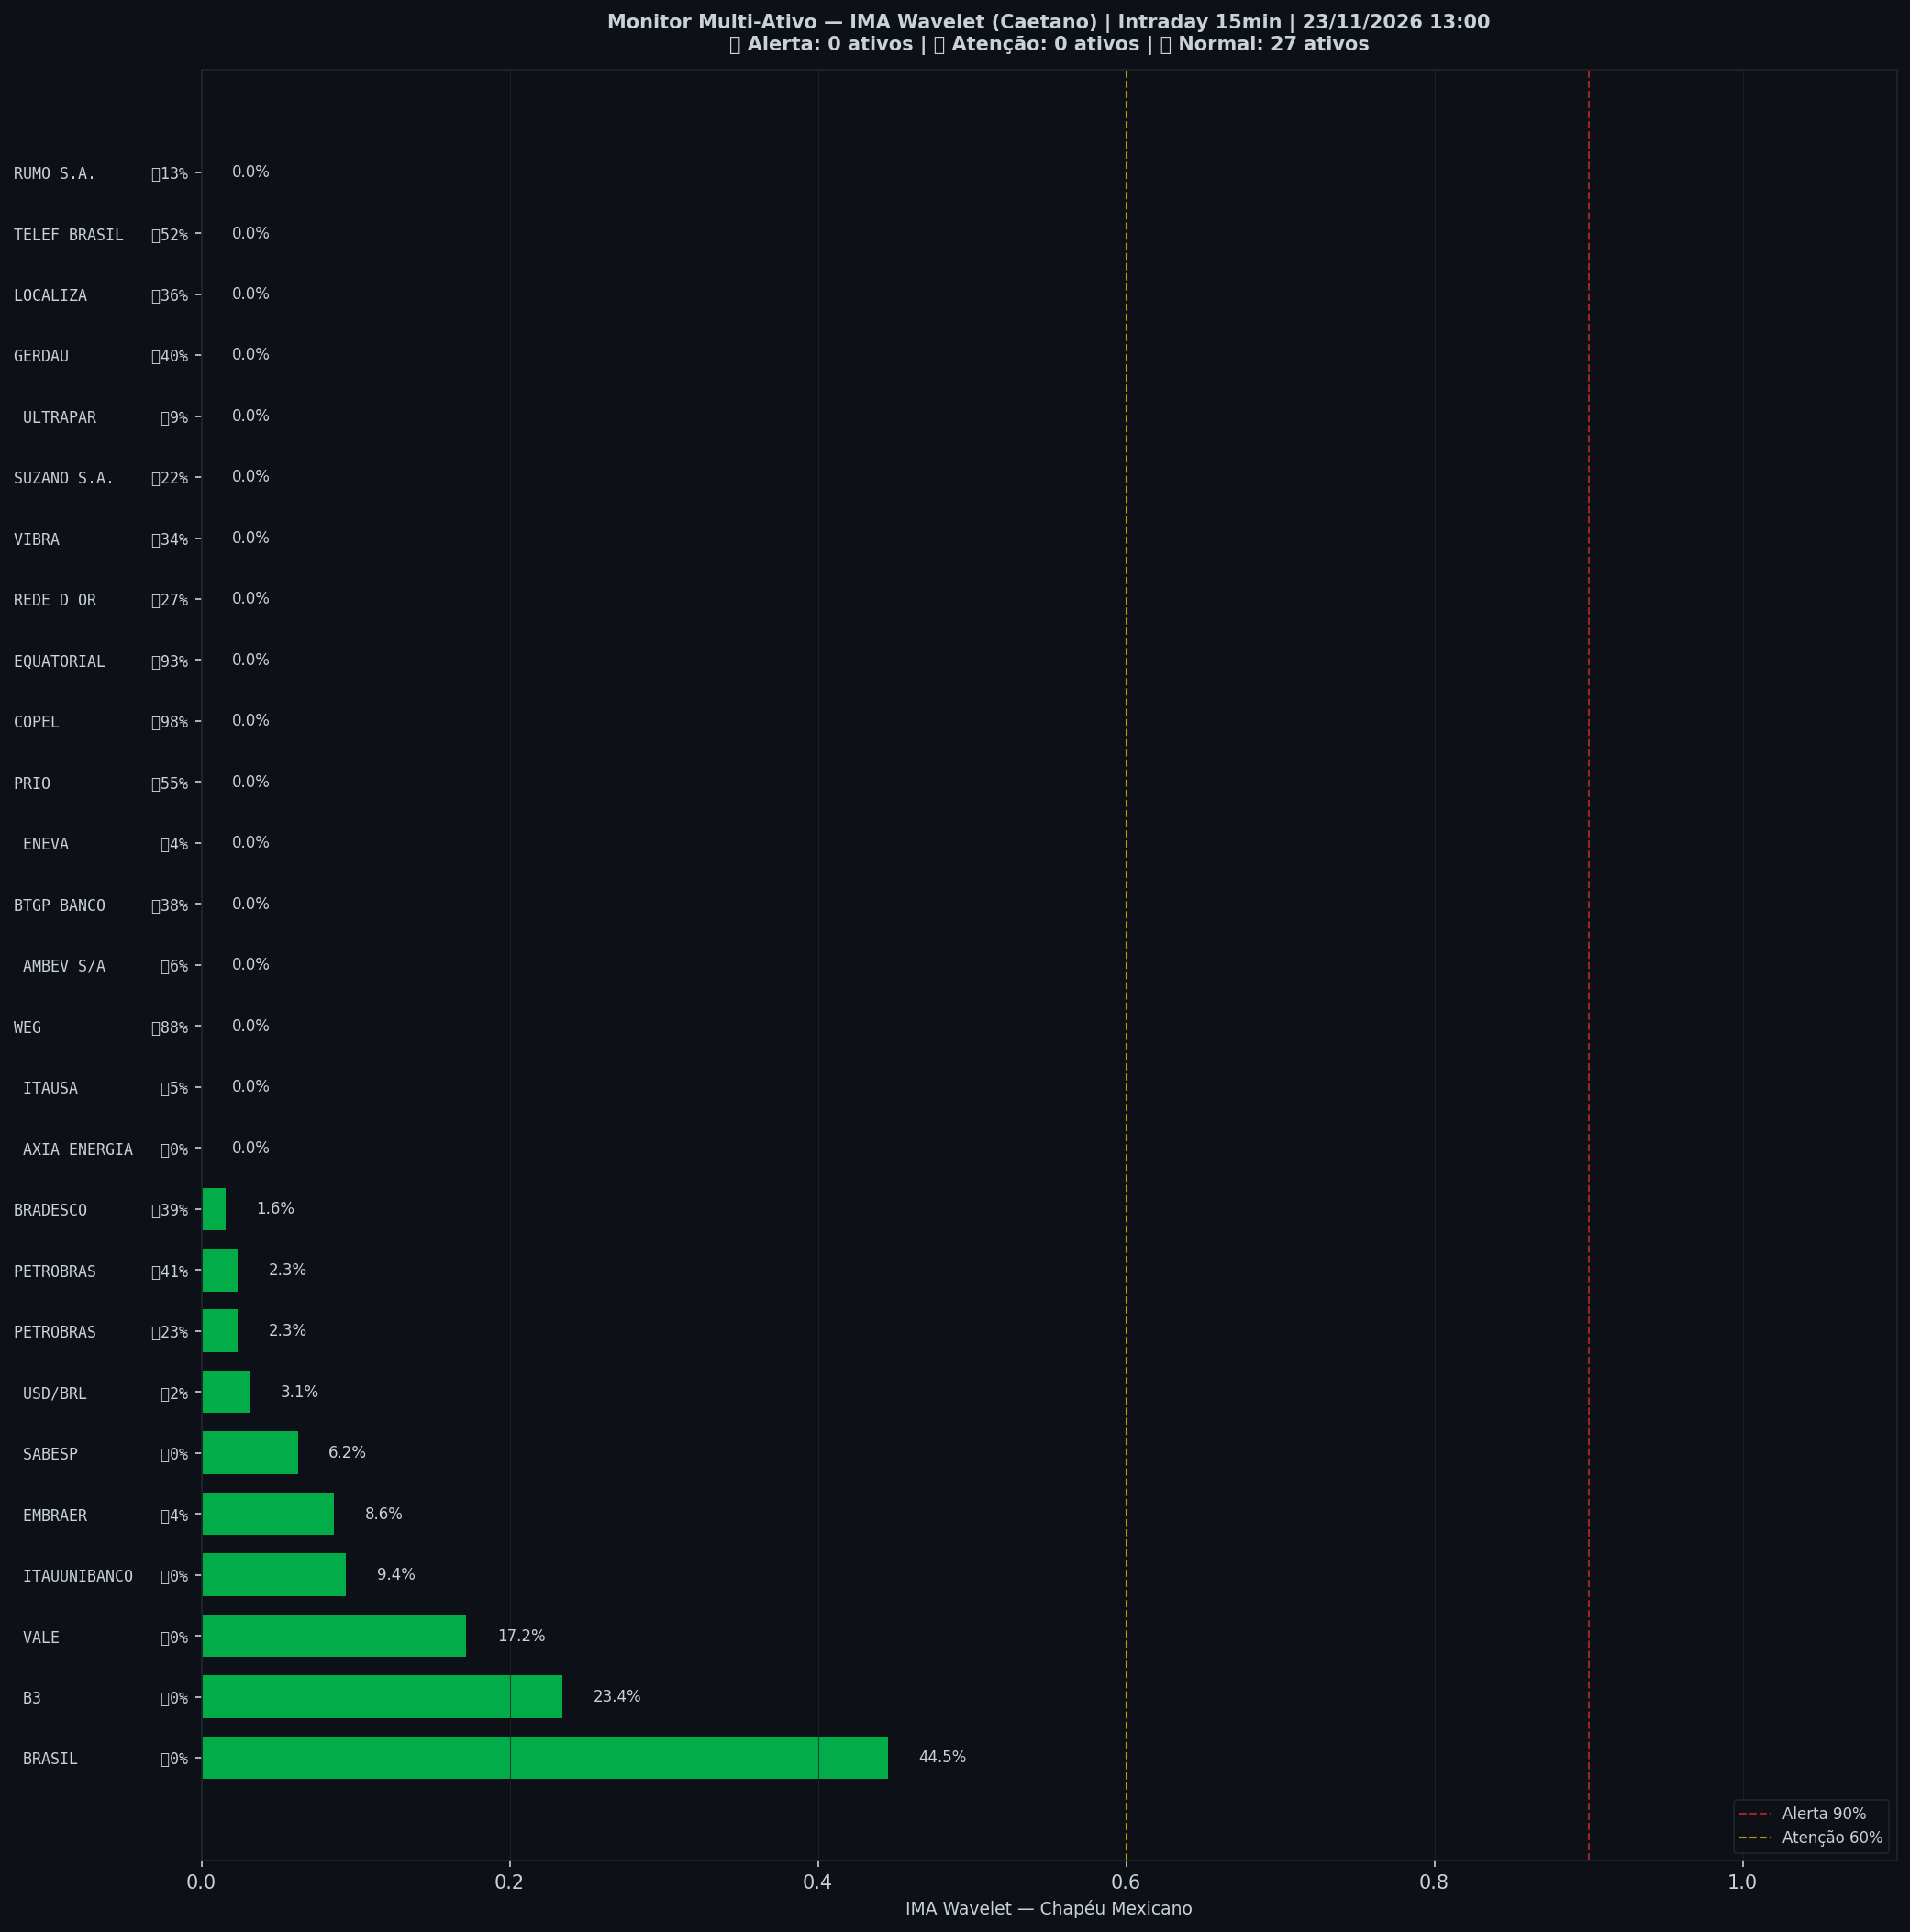 Monitor Multi-Ativo — IMA Wavelet (Caetano) | Intraday 15min | 23/11/2026 13:00
Alerta: 0 ativos | Atenção: 0 ativos | Normal: 27 ativos
RUMO S.A. 13% 0.0%
TELEF BRASIL 52% 0.0%
LOCALIZA 36% 0.0%
GERDAU 40% 0.0%
ULTRAPAR 9% 0.0%
SUZANO S.A. 22% 0.0%
VIBRA 34% 0.0%
REDE D OR 27% 0.0%
EQUATORIAL 93% 0.0%
COPEL 98% 0.0%
PRIO 55% 0.0%
ENEVA 4% 0.0%
BTGP BANCO 38% 0.0%
AMBEV S/A 6% 0.0%
WEG 88% 0.0%
ITAUSA 5% 0.0%
AXIA ENERGIA 0% 0.0%
BRADESCO 39% 1.6%
PETROBRAS 41% 2.3%
PETROBRAS 23% 2.3%
USD/BRL 2% 3.1%
SABESP 0% 6.2%
EMBRAER 4% 8.6%
ITAUUNIBANCO 0% 9.4%
VALE 0% 17.2%
B3 0% 23.4%
BRASIL 0% 44.5%
Alerta 90%
Atenção 60%
0.0 0.2 0.4 0.6 0.8 1.0
IMA Wavelet — Chapéu Mexicano